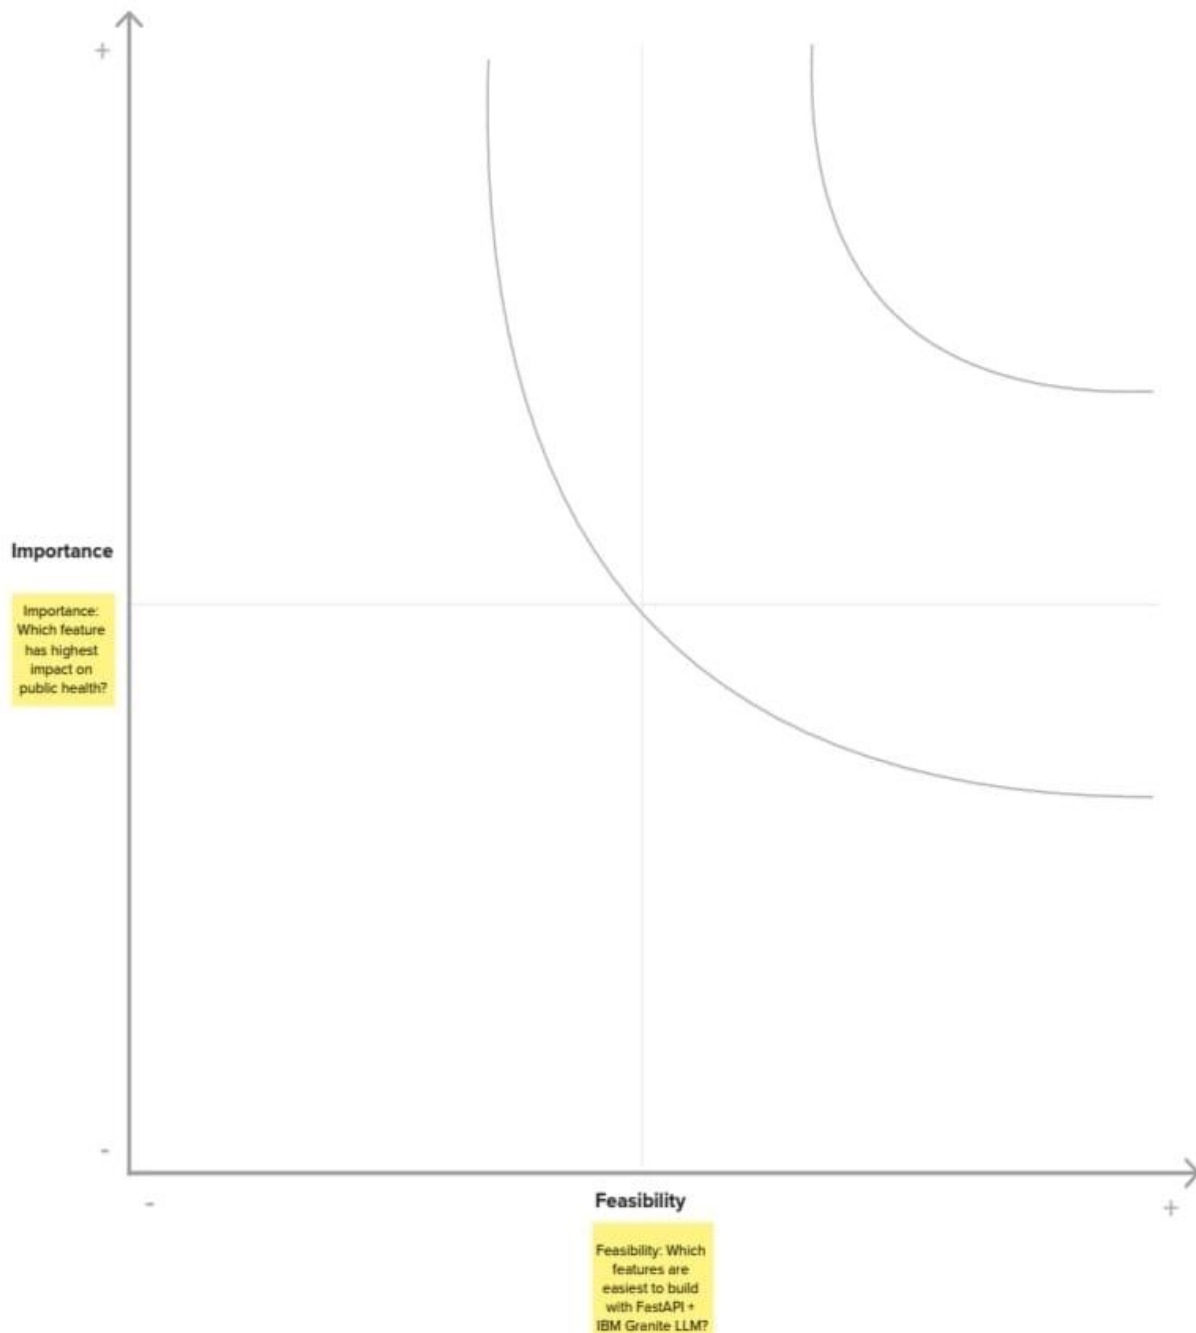 +
Importance
Importance:
Which feature
has highest
impact on
public health?
-
-
Feasibility
+
Feasibility: Which
features are
easiest to build
with FastAPI +
IBM Granite LLM?